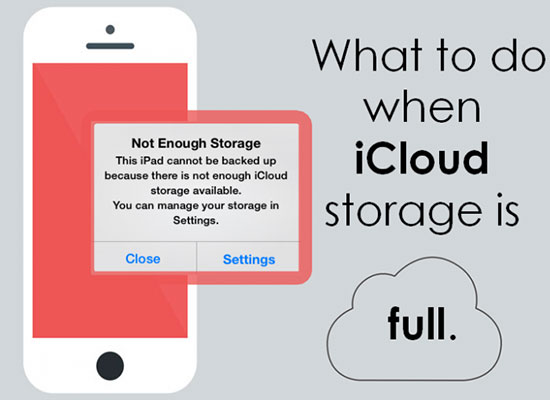 Not Enough Storage
This iPad cannot be backed up
because there is not enough iCloud
storage available.
You can manage your storage in
Settings.
Close
Settings
What to do
when
iCloud
storage is
full.